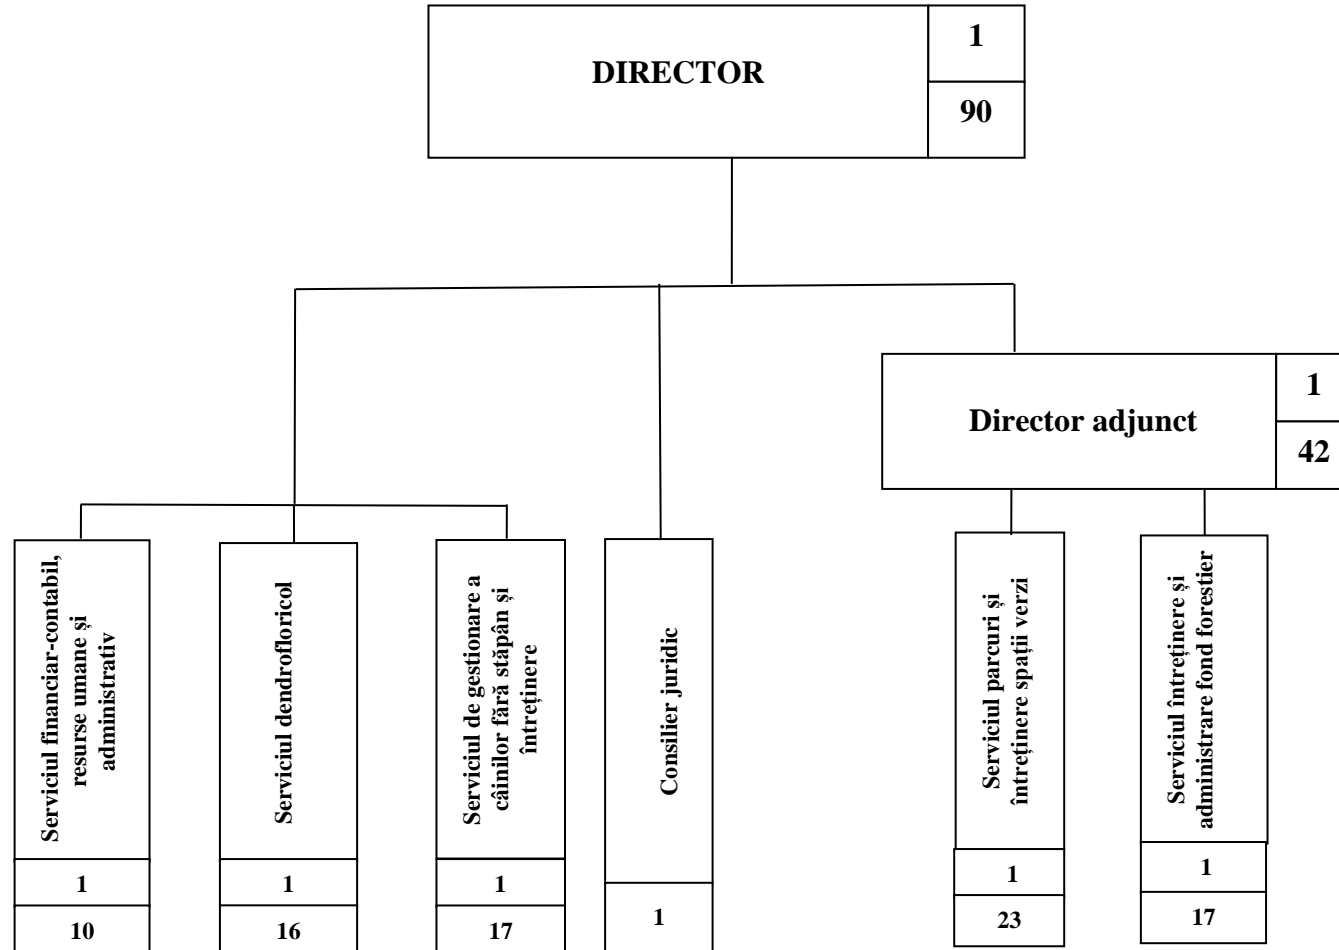 DIRECTOR
1
90
Director adjunct
1
42
Serviciul financiar-contabil,
resurse umane și
administrativ
1
10
Serviciul dendrofloricol
1
16
Serviciul de gestionare a
câinilor fără stăpân și
întreținere
1
17
Consilier juridic
1
Serviciul parcuri și
întreținere spații verzi
1
23
Serviciul întreținere și
administrare fond forestier
1
17